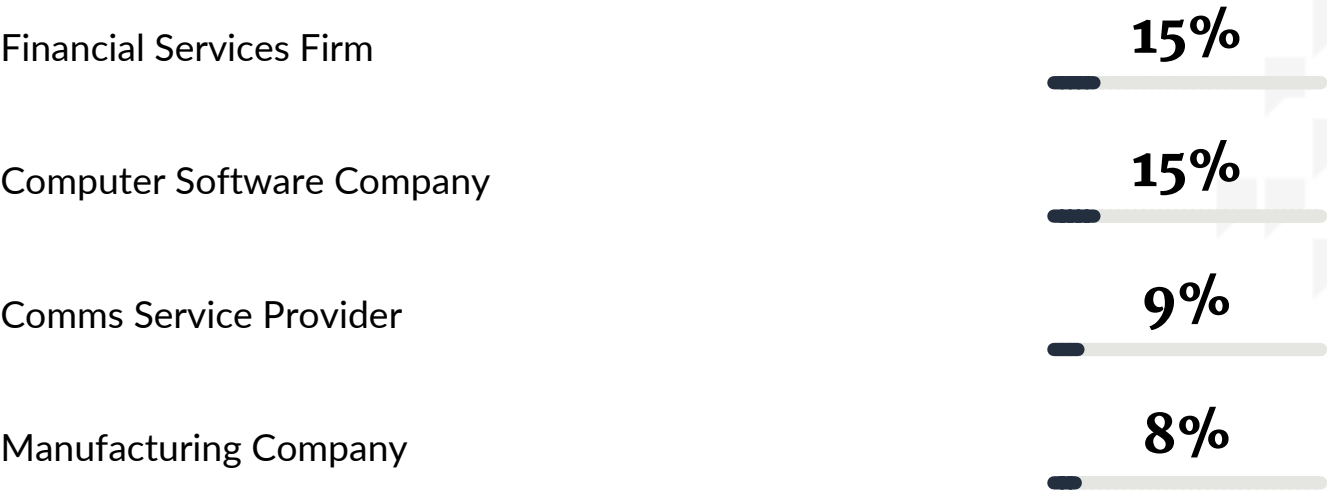 Financial Services Firm 15%
Computer Software Company 15%
Comms Service Provider 9%
Manufacturing Company 8%